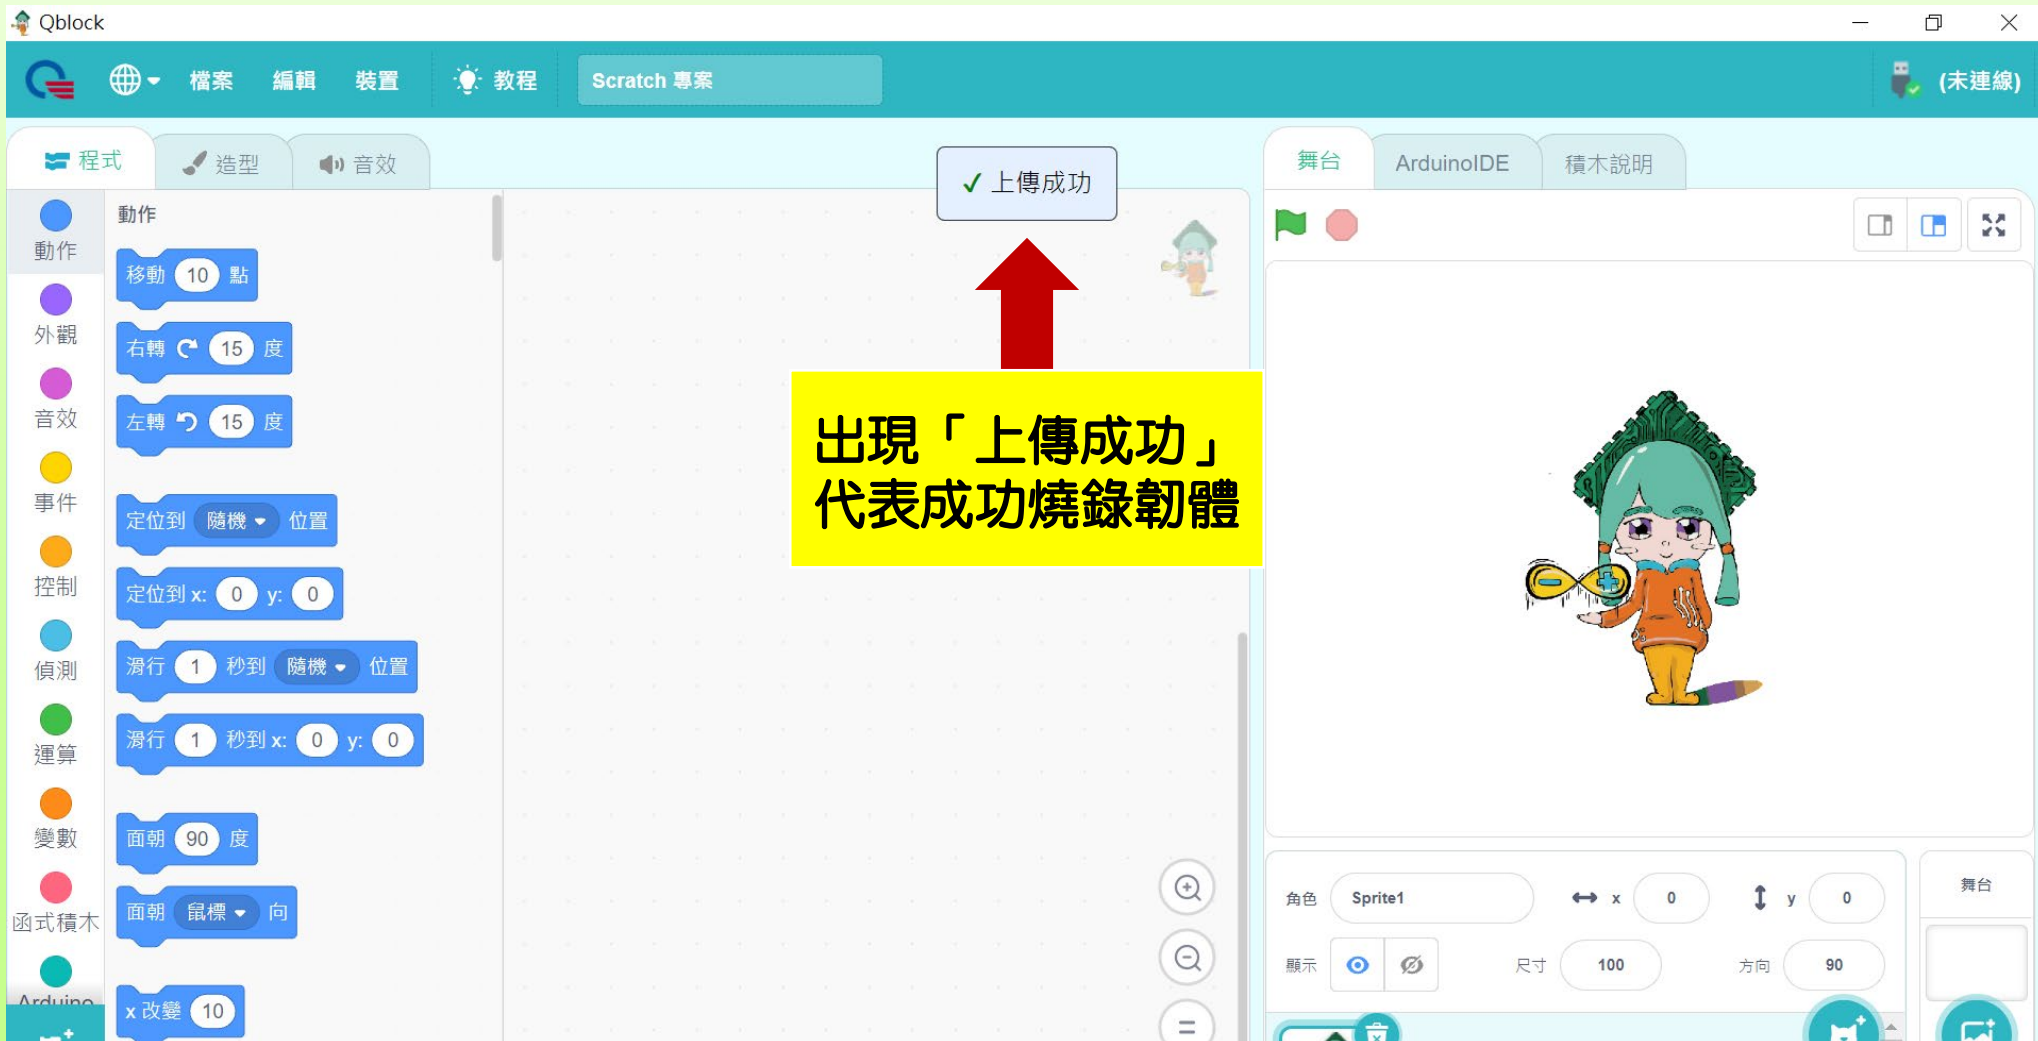 Qblock
檔案 編輯 裝置 教程 Scratch 專案 (未連線)
程式 造型 音效
✓ 上傳成功
舞台 ArduinoIDE 積木說明
動作
外觀
音效
事件
控制
偵測
運算
變數
函式積木
Arduino
動作
移動 10 點
右轉 15 度
左轉 15 度
定位到 隨機 位置
定位到 x: 0 y: 0
滑行 1 秒到 隨機 位置
滑行 1 秒到 x: 0 y: 0
面朝 90 度
面朝 鼠標 向
x 改變 10
出現「上傳成功」
代表成功燒錄韌體
角色 Sprite1 x 0 y 0
顯示 尺寸 100 方向 90
舞台